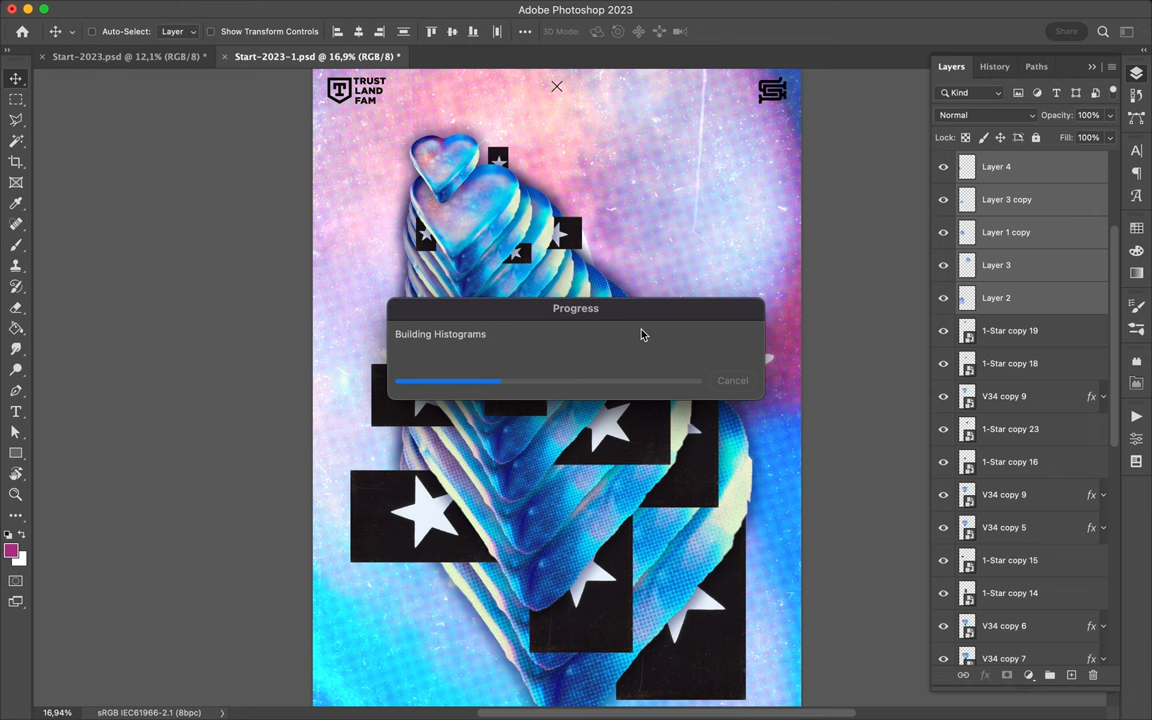 Adobe Photoshop 2023
Auto-Select:
Layer
Show Transform Controls
3D Mode:
Share
Start-2023.psd @ 12,1% (RGB/8) *
Start-2023-1.psd @ 16,9% (RGB/8) *
TRUST
LAND
FAM
Layers
History
Paths
Kind
Normal
Opacity: 100%
Lock:
Fill: 100%
Layer 4
Layer 3 copy
Layer 1 copy
Layer 3
Layer 2
1-Star copy 19
1-Star copy 18
V34 copy 9
1-Star copy 23
1-Star copy 16
V34 copy 9
V34 copy 5
1-Star copy 15
1-Star copy 14
V34 copy 6
V34 copy 7
Progress
Building Histograms
Cancel
16,94%
sRGB IEC61966-2.1 (8bpc)